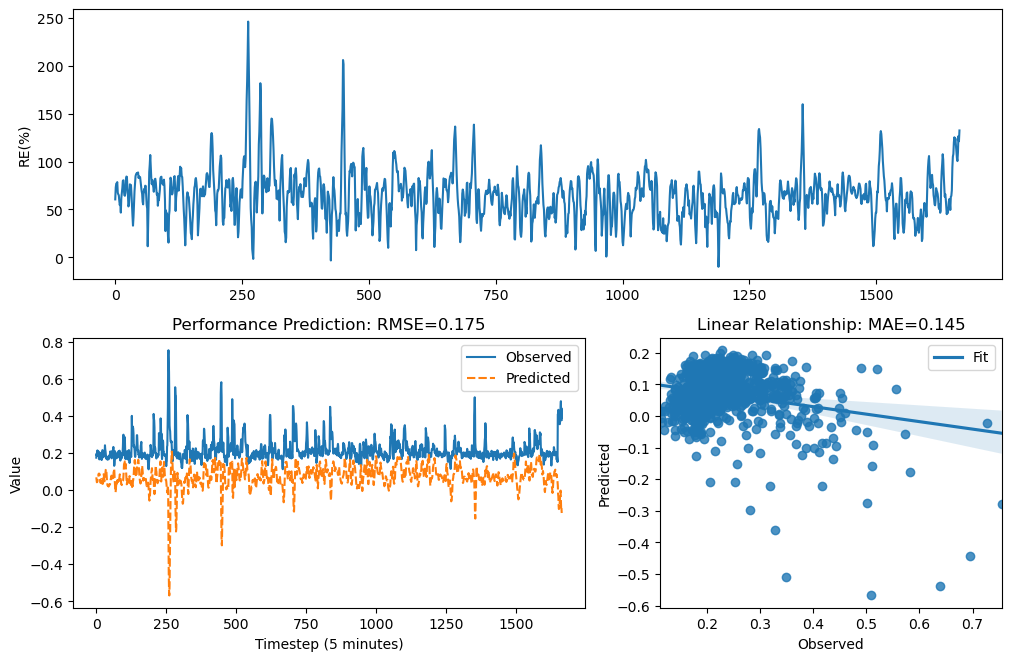 250
200
150
100
50
0
RE(%)
0 250 500 750 1000 1250 1500
Performance Prediction: RMSE=0.175
0.8
0.6
0.4
0.2
0.0
−0.2
−0.4
−0.6
Value
Observed
Predicted
0 250 500 750 1000 1250 1500
Timestep (5 minutes)
Linear Relationship: MAE=0.145
0.2
0.1
0.0
−0.1
−0.2
−0.3
−0.4
−0.5
−0.6
Predicted
Fit
0.2 0.3 0.4 0.5 0.6 0.7
Observed